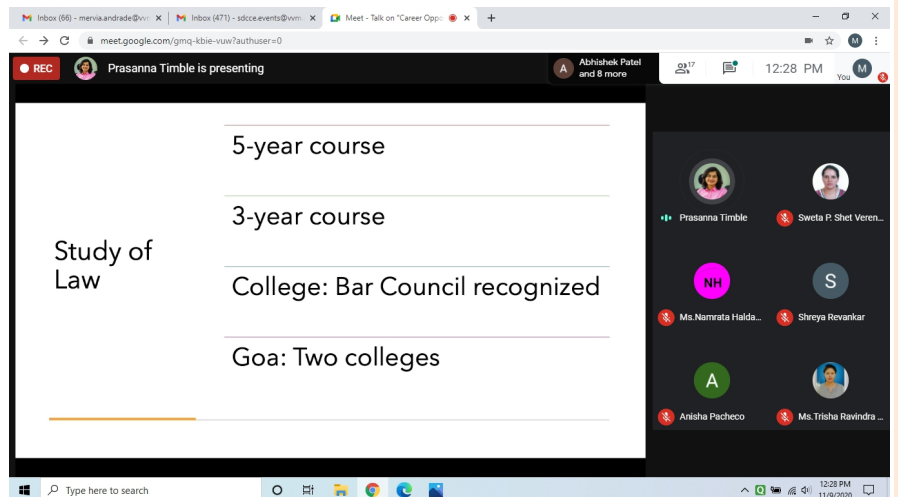 Inbox (66) - mervia.andrade@vvm
Inbox (471) - sdcce.events@vvm.
Meet - Talk on "Career Oppo
meet.google.com/gmq-kbie-vuw?authuser=0
M
REC
Prasanna Timble is presenting
A
Abhishek Patel
and 8 more
17
12:28 PM
You
M
Study of
Law
5-year course
3-year course
College: Bar Council recognized
Goa: Two colleges
Prasanna Timble
Sweta P. Shet Veren...
NH
Ms.Namrata Halda...
S
Shreya Revankar
A
Anisha Pacheco
Ms.Trisha Ravindra ...
Type here to search
12:28 PM
11/9/2020